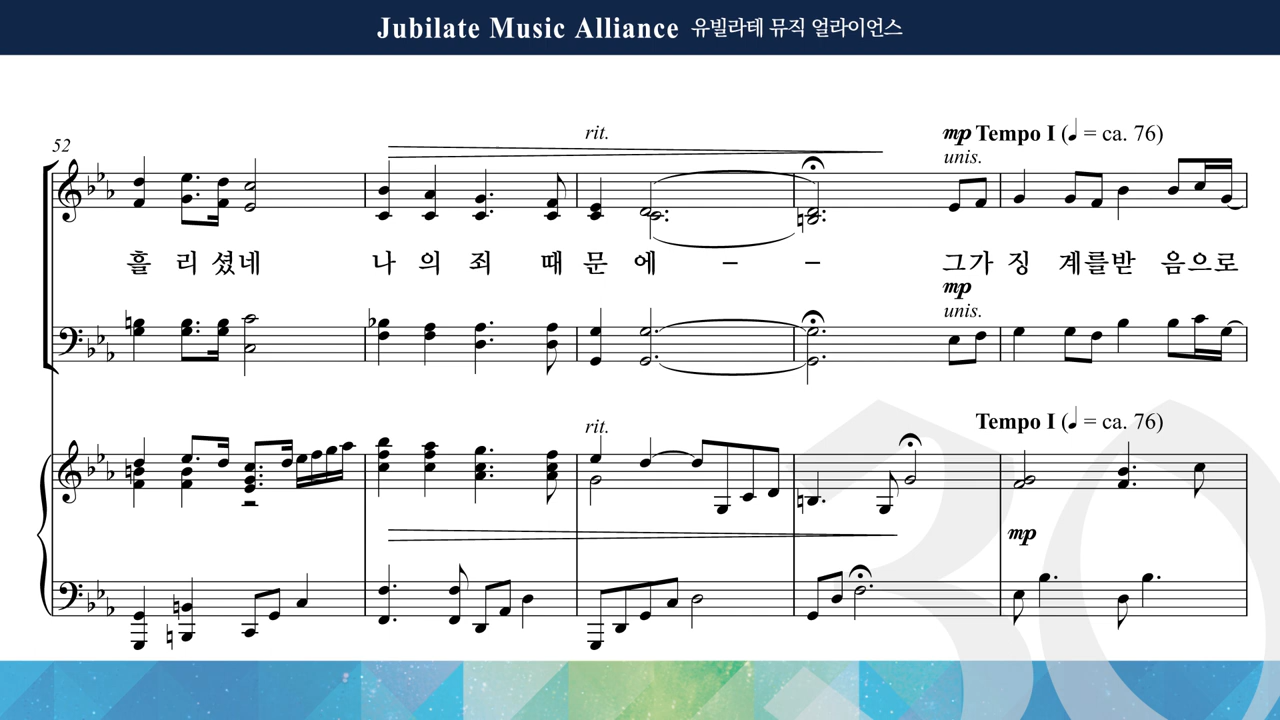 Jubilate Music Alliance 유빌라테 뮤직 얼라이언스
52
rit.
mp Tempo I (♩ = ca. 76)
unis.
흘 리 셨네 나 의 죄 때 문 에 – – 그가 징 계를받 음으로
mp
unis.
rit.
Tempo I (♩ = ca. 76)
mp
30